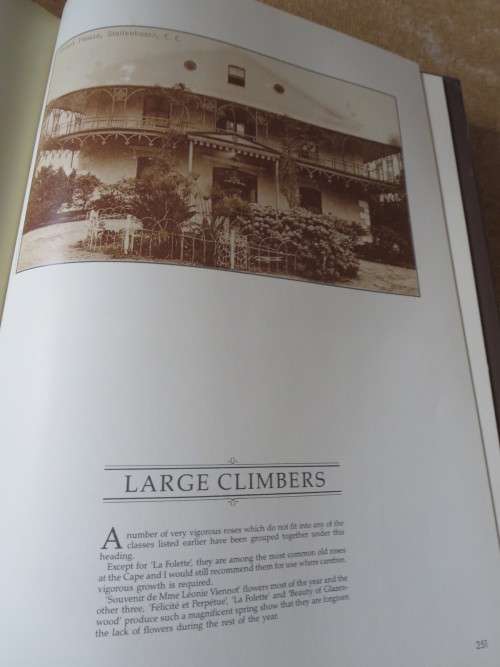 House, Stellenbosch, C. C.
LARGE CLIMBERS
A number of very vigorous roses which do not fit into any of the
classes listed earlier have been grouped together under this
heading.
Except for 'La Folette', they are among the most common old roses
at the Cape and I would still recommend them for use where carefree,
vigorous growth is required.
'Souvenir de Mme Léonie Viennot' flowers most of the year and the
other three, 'Félicité et Perpétue', 'La Folette' and 'Beauty of Glazen-
wood' produce such a magnificent spring show that they are forgiven
the lack of flowers during the rest of the year.
251